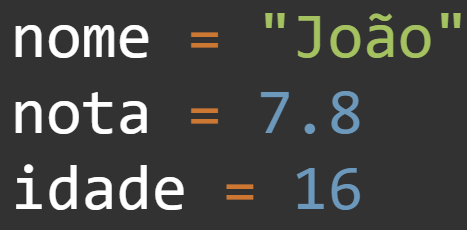 nome = "João"
nota = 7.8
idade = 16